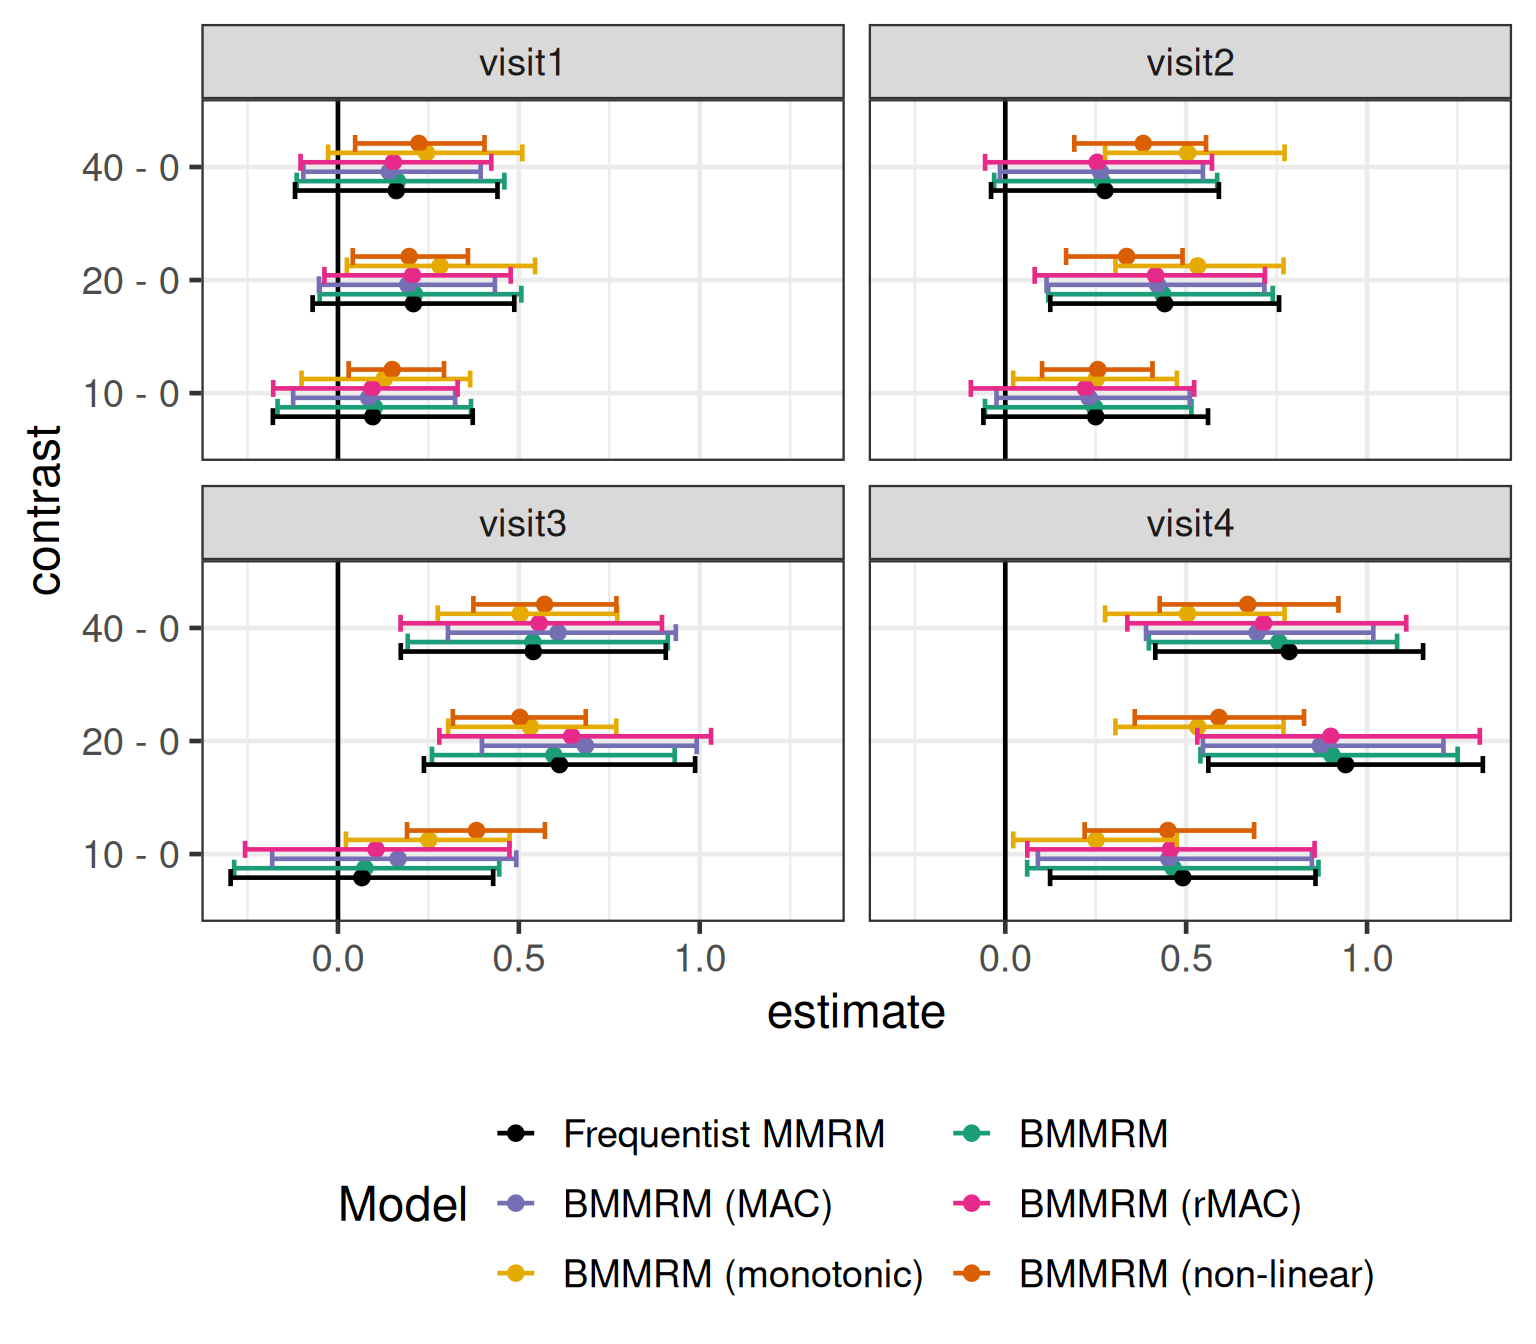 visit1
visit2
40 - 0
20 - 0
10 - 0
visit3
visit4
40 - 0
20 - 0
10 - 0
contrast
0.0 0.5 1.0
0.0 0.5 1.0
estimate
Model
Frequentist MMRM
BMMRM
BMMRM (MAC)
BMMRM (rMAC)
BMMRM (monotonic)
BMMRM (non-linear)